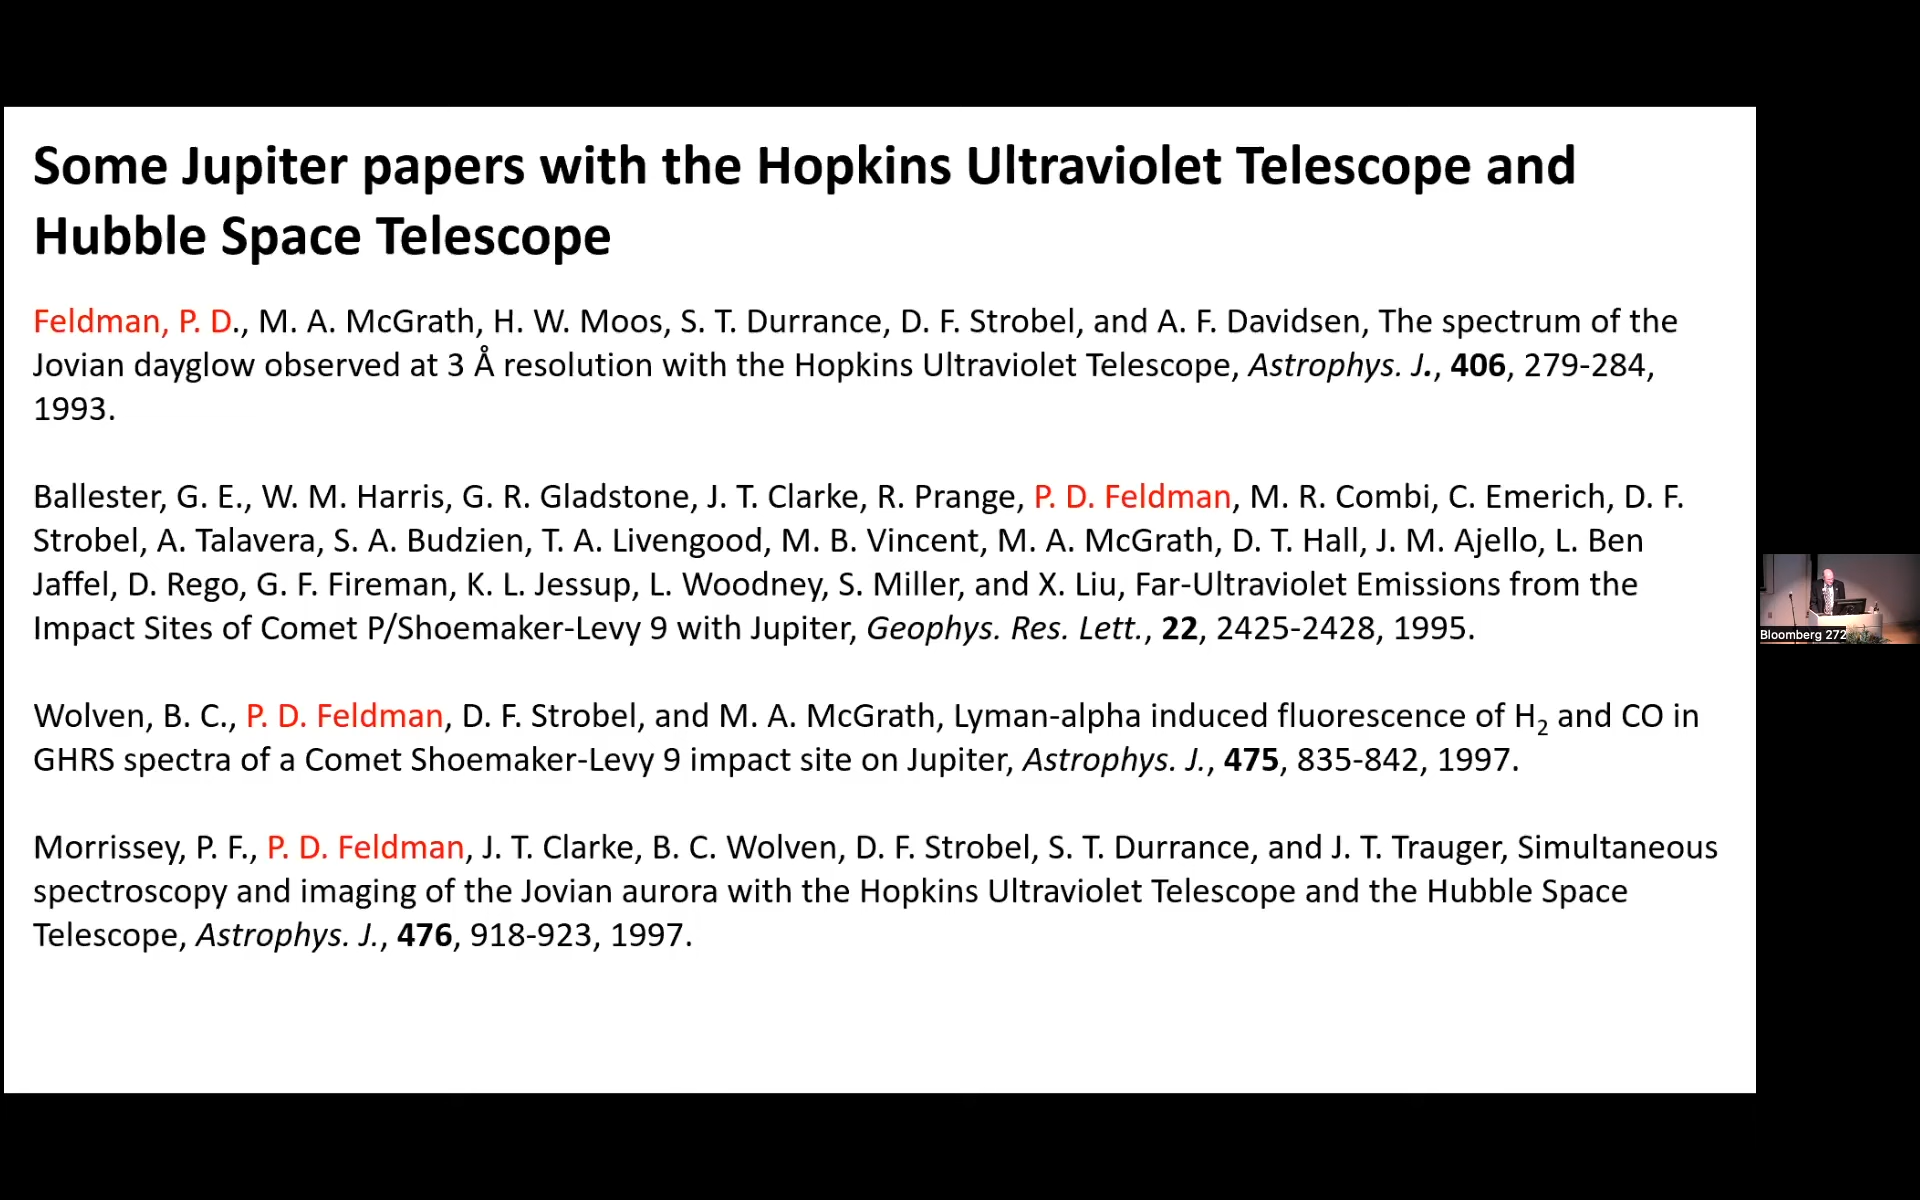 Some Jupiter papers with the Hopkins Ultraviolet Telescope and
Hubble Space Telescope
Feldman, P. D., M. A. McGrath, H. W. Moos, S. T. Durrance, D. F. Strobel, and A. F. Davidsen, The spectrum of the
Jovian dayglow observed at 3 Å resolution with the Hopkins Ultraviolet Telescope, Astrophys. J., 406, 279-284,
1993.
Ballester, G. E., W. M. Harris, G. R. Gladstone, J. T. Clarke, R. Prange, P. D. Feldman, M. R. Combi, C. Emerich, D. F.
Strobel, A. Talavera, S. A. Budzien, T. A. Livengood, M. B. Vincent, M. A. McGrath, D. T. Hall, J. M. Ajello, L. Ben
Jaffel, D. Rego, G. F. Fireman, K. L. Jessup, L. Woodney, S. Miller, and X. Liu, Far-Ultraviolet Emissions from the
Impact Sites of Comet P/Shoemaker-Levy 9 with Jupiter, Geophys. Res. Lett., 22, 2425-2428, 1995.
Wolven, B. C., P. D. Feldman, D. F. Strobel, and M. A. McGrath, Lyman-alpha induced fluorescence of H₂ and CO in
GHRS spectra of a Comet Shoemaker-Levy 9 impact site on Jupiter, Astrophys. J., 475, 835-842, 1997.
Morrissey, P. F., P. D. Feldman, J. T. Clarke, B. C. Wolven, D. F. Strobel, S. T. Durrance, and J. T. Trauger, Simultaneous
spectroscopy and imaging of the Jovian aurora with the Hopkins Ultraviolet Telescope and the Hubble Space
Telescope, Astrophys. J., 476, 918-923, 1997.
Bloomberg 272